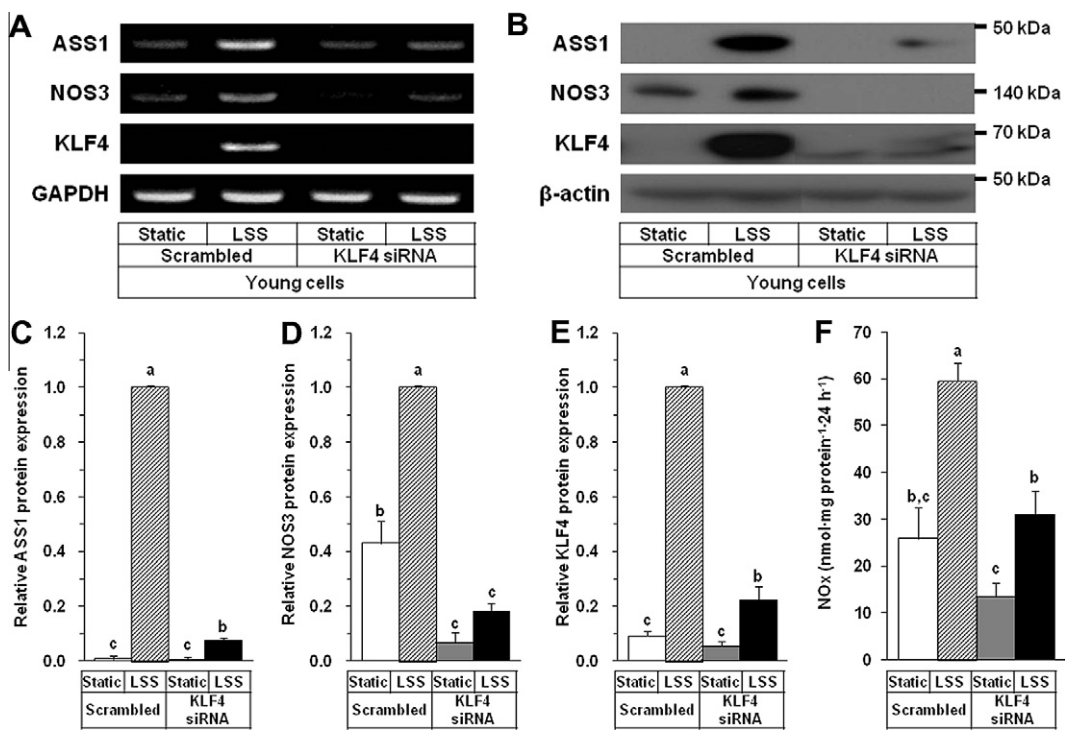 A
ASS1
NOS3
KLF4
GAPDH
Static LSS Static LSS
Scrambled KLF4 siRNA
Young cells
B
ASS1
NOS3
KLF4
β-actin
50 kDa
140 kDa
70 kDa
50 kDa
Static LSS Static LSS
Scrambled KLF4 siRNA
Young cells
C
Relative ASS1 protein expression
1.2
1.0
0.8
0.6
0.4
0.2
0.0
c a c b
Static LSS Static LSS
Scrambled KLF4 siRNA
D
Relative NOS3 protein expression
1.2
1.0
0.8
0.6
0.4
0.2
0.0
b a c c
Static LSS Static LSS
Scrambled KLF4 siRNA
E
Relative KLF4 protein expression
1.2
1.0
0.8
0.6
0.4
0.2
0.0
c a c b
Static LSS Static LSS
Scrambled KLF4 siRNA
F
NOx (nmol·mg protein⁻¹·24 h⁻¹)
70
60
50
40
30
20
10
0
b,c a c b
Static LSS Static LSS
Scrambled KLF4 siRNA